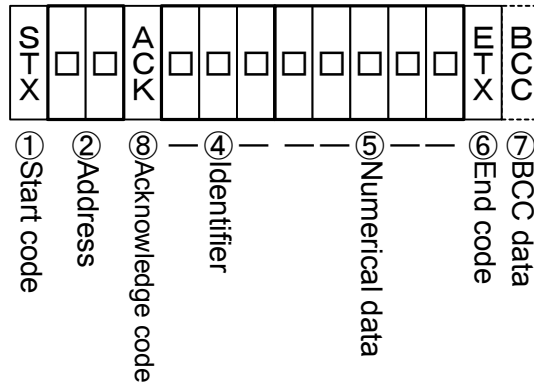 STX □ □ ACK □ □ □ □ □ □ □ □ ETX BCC
①Start code
②Address
⑧Acknowledge code
④Identifier
⑤Numerical data
⑥End code
⑦BCC data